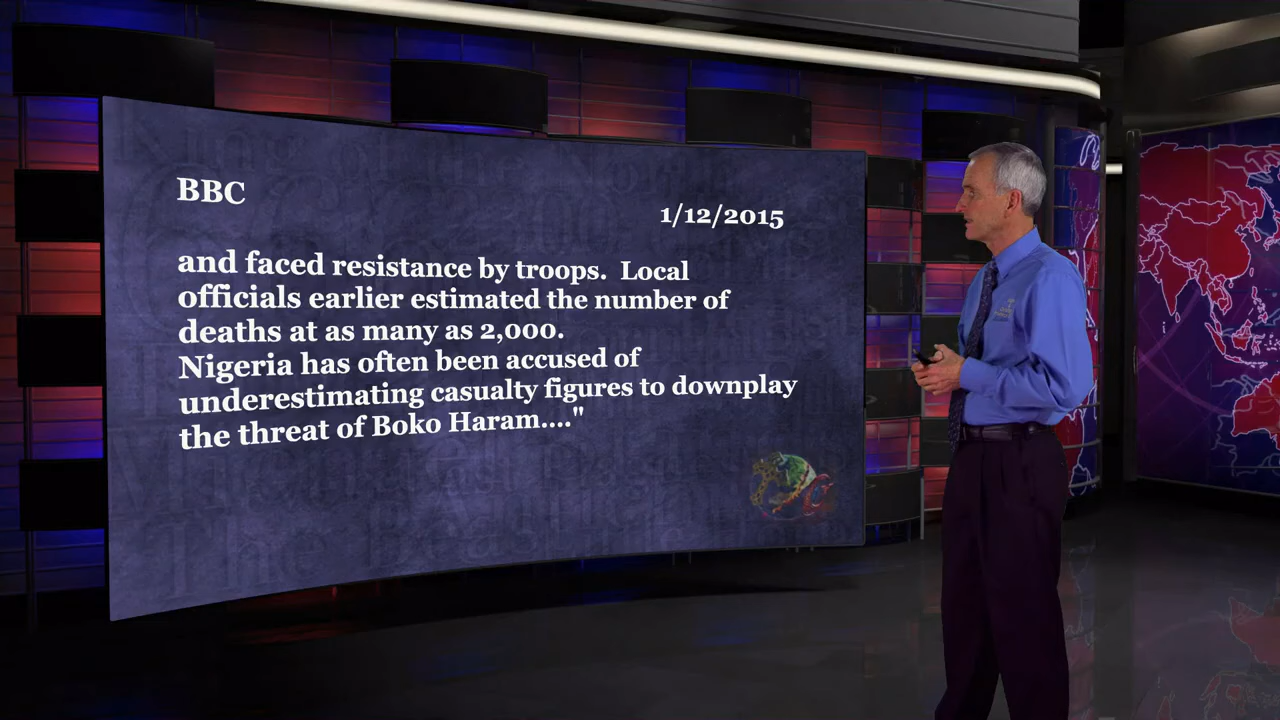 BBC
1/12/2015
and faced resistance by troops.  Local
officials earlier estimated the number of
deaths at as many as 2,000.
Nigeria has often been accused of
underestimating casualty figures to downplay
the threat of Boko Haram...."